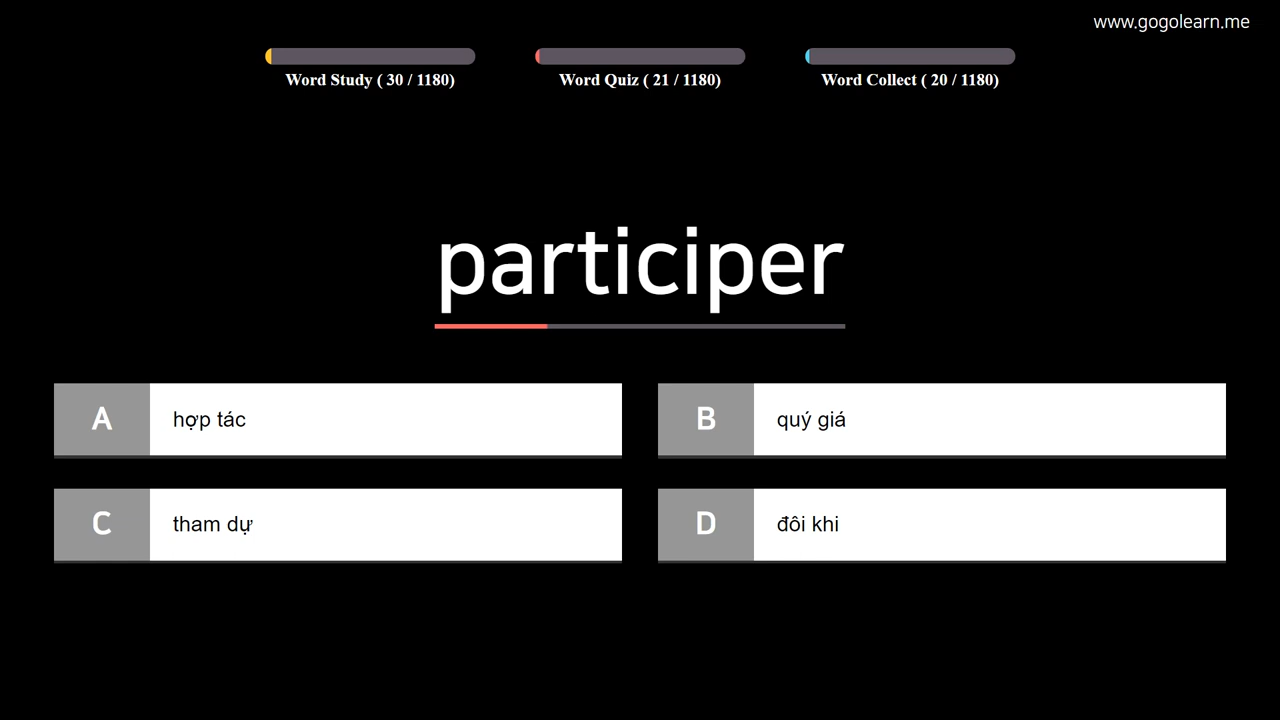 www.gogolearn.me
Word Study ( 30 / 1180)
Word Quiz ( 21 / 1180)
Word Collect ( 20 / 1180)
participer
A hợp tác
B quý giá
C tham dự
D đôi khi